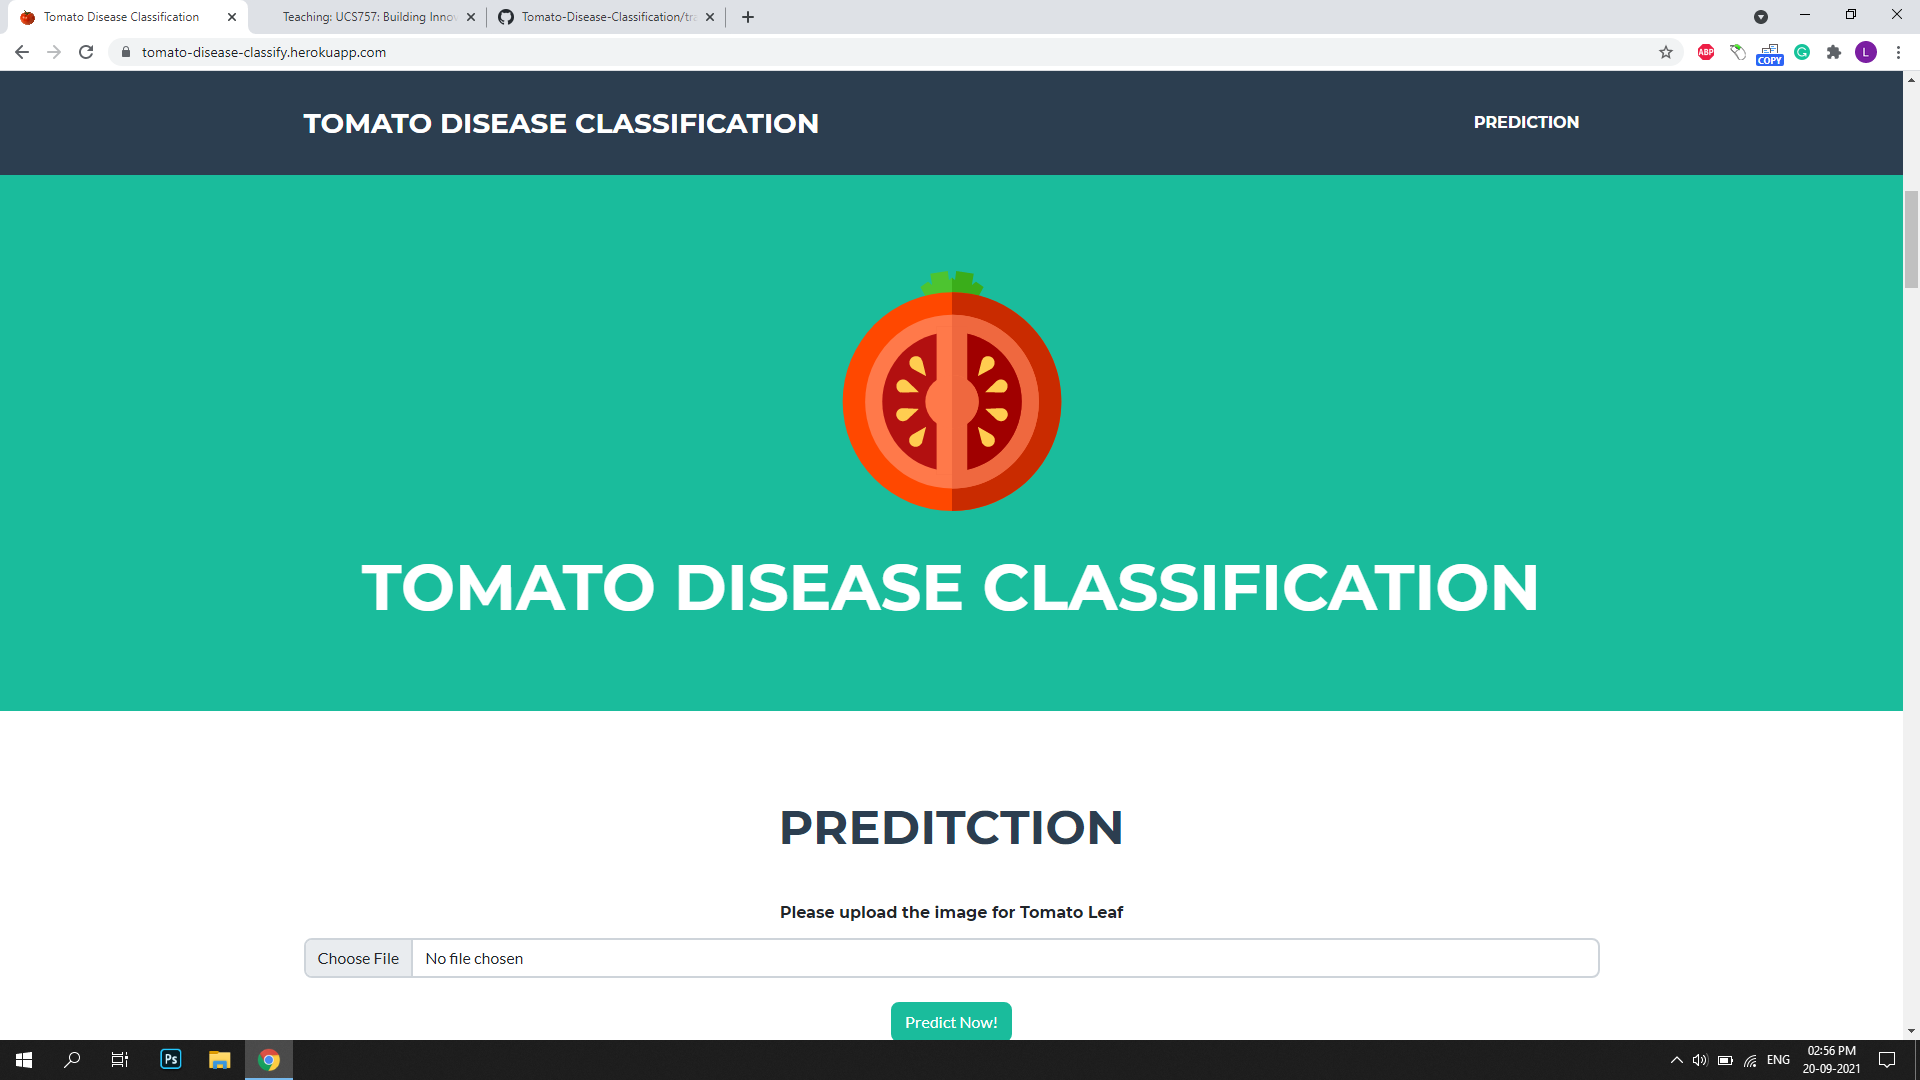 Tomato Disease Classification
Teaching: UCS757: Building Inno
Tomato-Disease-Classification/tr
tomato-disease-classify.herokuapp.com
ABP
COPY
G
L
TOMATO DISEASE CLASSIFICATION
PREDICTION
TOMATO DISEASE CLASSIFICATION
PREDITCTION
Please upload the image for Tomato Leaf
Choose File
No file chosen
Predict Now!
Ps
ENG
02:56 PM
20-09-2021